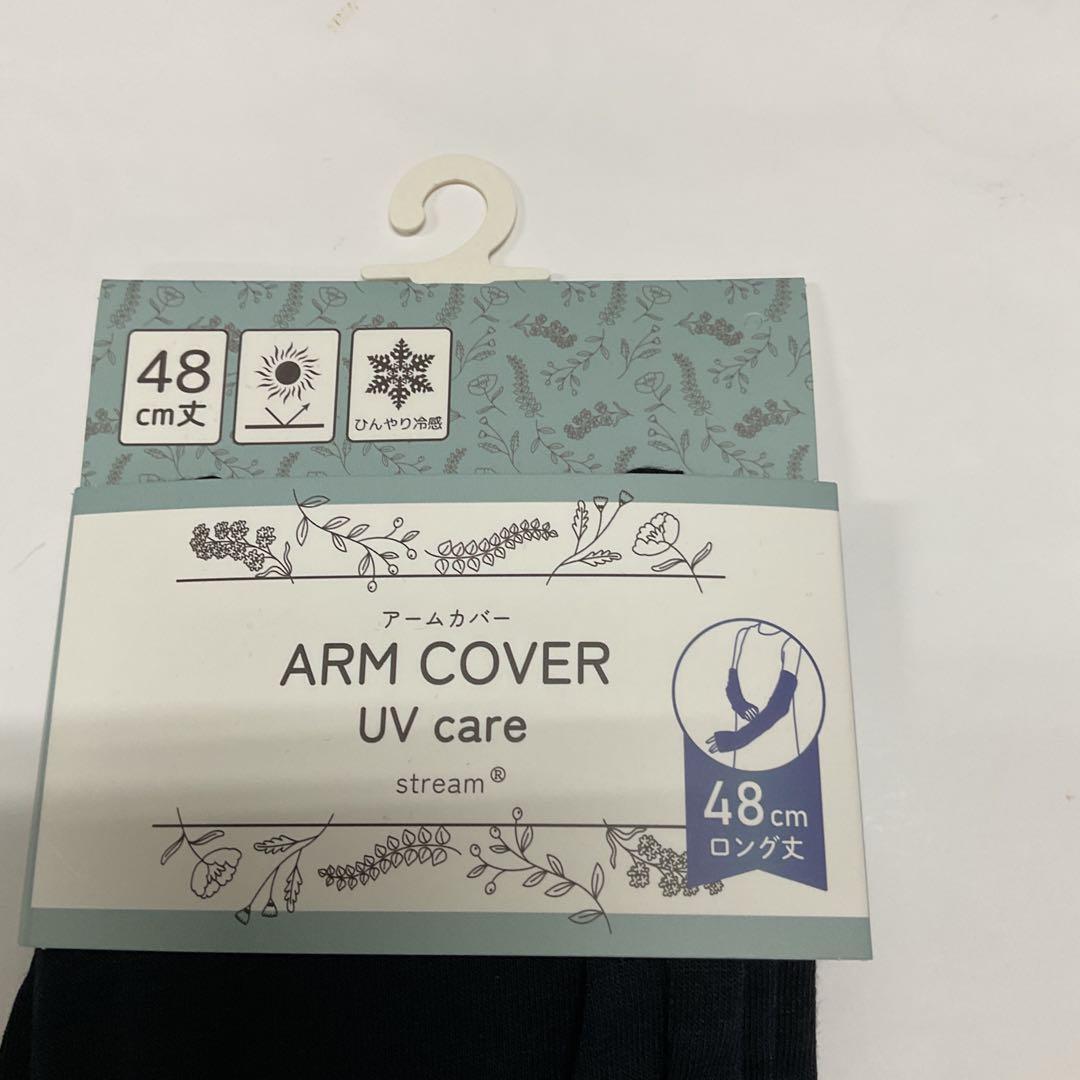 48
cm丈
ひんやり冷感
アームカバー
ARM COVER
UV care
stream®
48cm
ロング丈